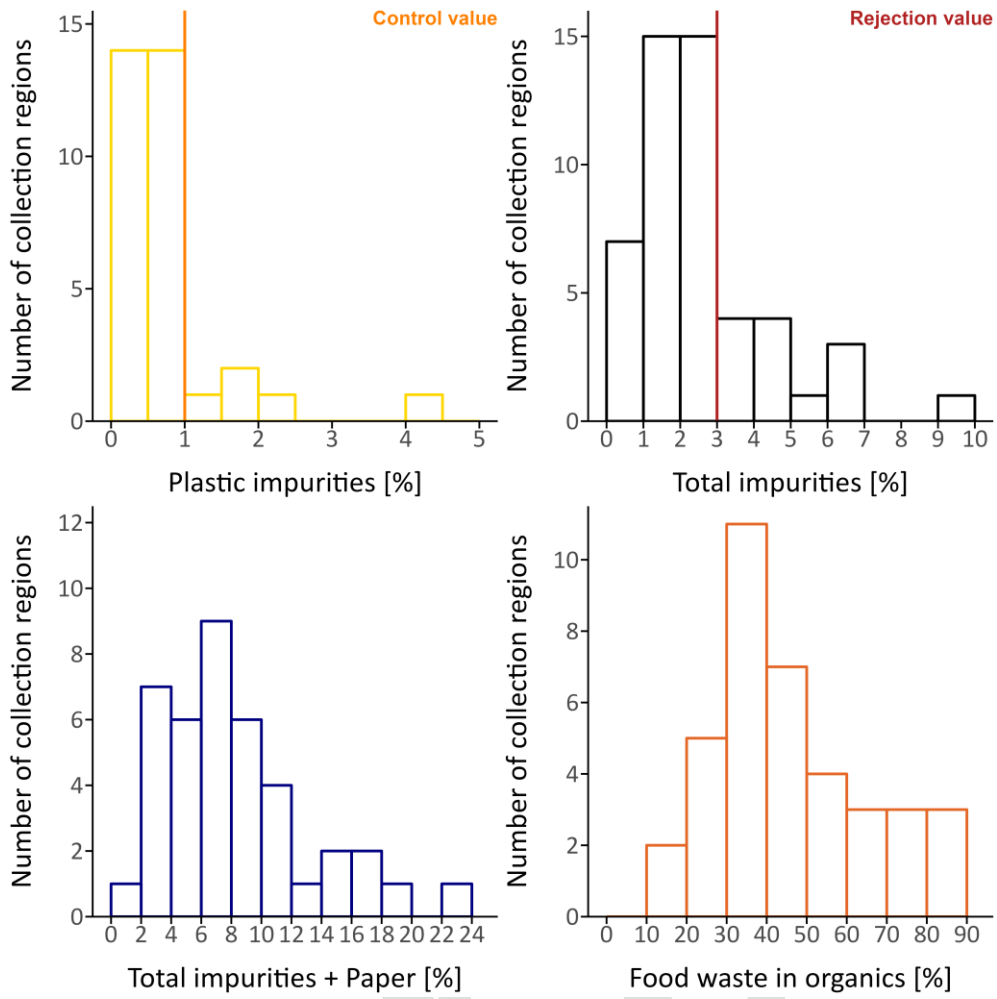 Control value
Number of collection regions
15
10
5
0
0 1 2 3 4 5
Plastic impurities [%]
Rejection value
Number of collection regions
15
10
5
0
0 1 2 3 4 5 6 7 8 9 10
Total impurities [%]
Number of collection regions
12
10
8
6
4
2
0
0 2 4 6 8 10 12 14 16 18 20 22 24
Total impurities + Paper [%]
Number of collection regions
10
8
6
4
2
0
0 10 20 30 40 50 60 70 80 90
Food waste in organics [%]